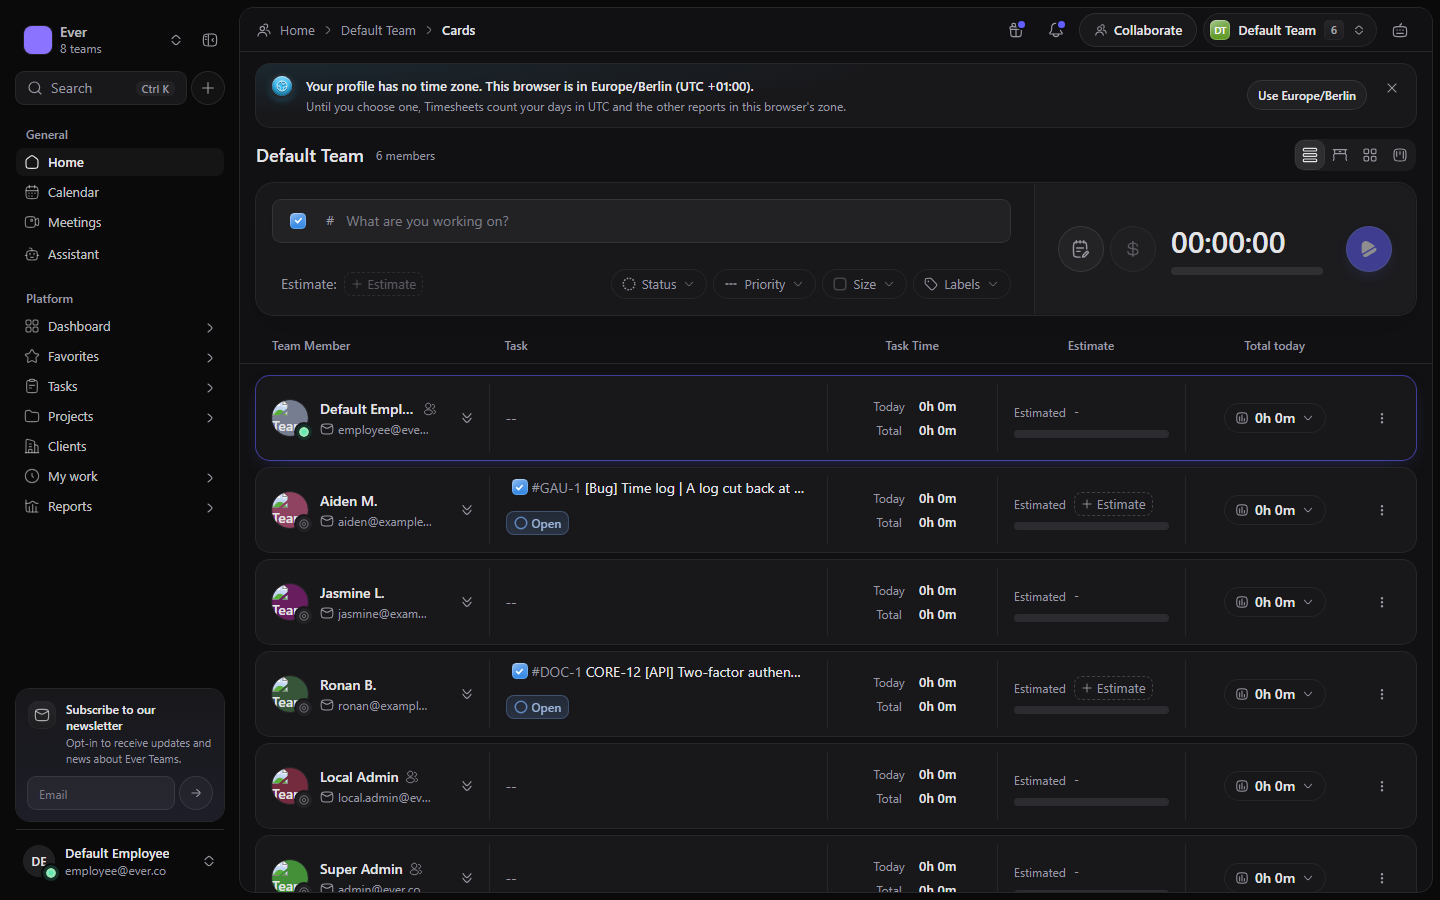 Ever
8 teams
Search Ctrl K
General
Home
Calendar
Meetings
Assistant
Platform
Dashboard
Favorites
Tasks
Projects
Clients
My work
Reports
Subscribe to our
newsletter
Opt-in to receive updates and
news about Ever Teams.
Email
DE Default Employee
employee@ever.co
Home Default Team Cards
Collaborate
DT Default Team 6
Your profile has no time zone. This browser is in Europe/Berlin (UTC +01:00).
Until you choose one, Timesheets count your days in UTC and the other reports in this browser's zone.
Use Europe/Berlin
Default Team 6 members
# What are you working on?
Estimate: + Estimate
Status Priority Size Labels
$ 00:00:00
Team Member Task Task Time Estimate Total today
Default Empl...
employee@eve...
--
Today 0h 0m
Total 0h 0m
Estimated -
0h 0m
Aiden M.
aiden@example...
#GAU-1 [Bug] Time log | A log cut back at ...
Open
Today 0h 0m
Total 0h 0m
Estimated + Estimate
0h 0m
Jasmine L.
jasmine@exam...
--
Today 0h 0m
Total 0h 0m
Estimated -
0h 0m
Ronan B.
ronan@exampl...
#DOC-1 CORE-12 [API] Two-factor authen...
Open
Today 0h 0m
Total 0h 0m
Estimated + Estimate
0h 0m
Local Admin
local.admin@ev...
--
Today 0h 0m
Total 0h 0m
Estimated -
0h 0m
Super Admin
admin@ever.co
--
Today 0h 0m
Total 0h 0m
Estimated
0h 0m